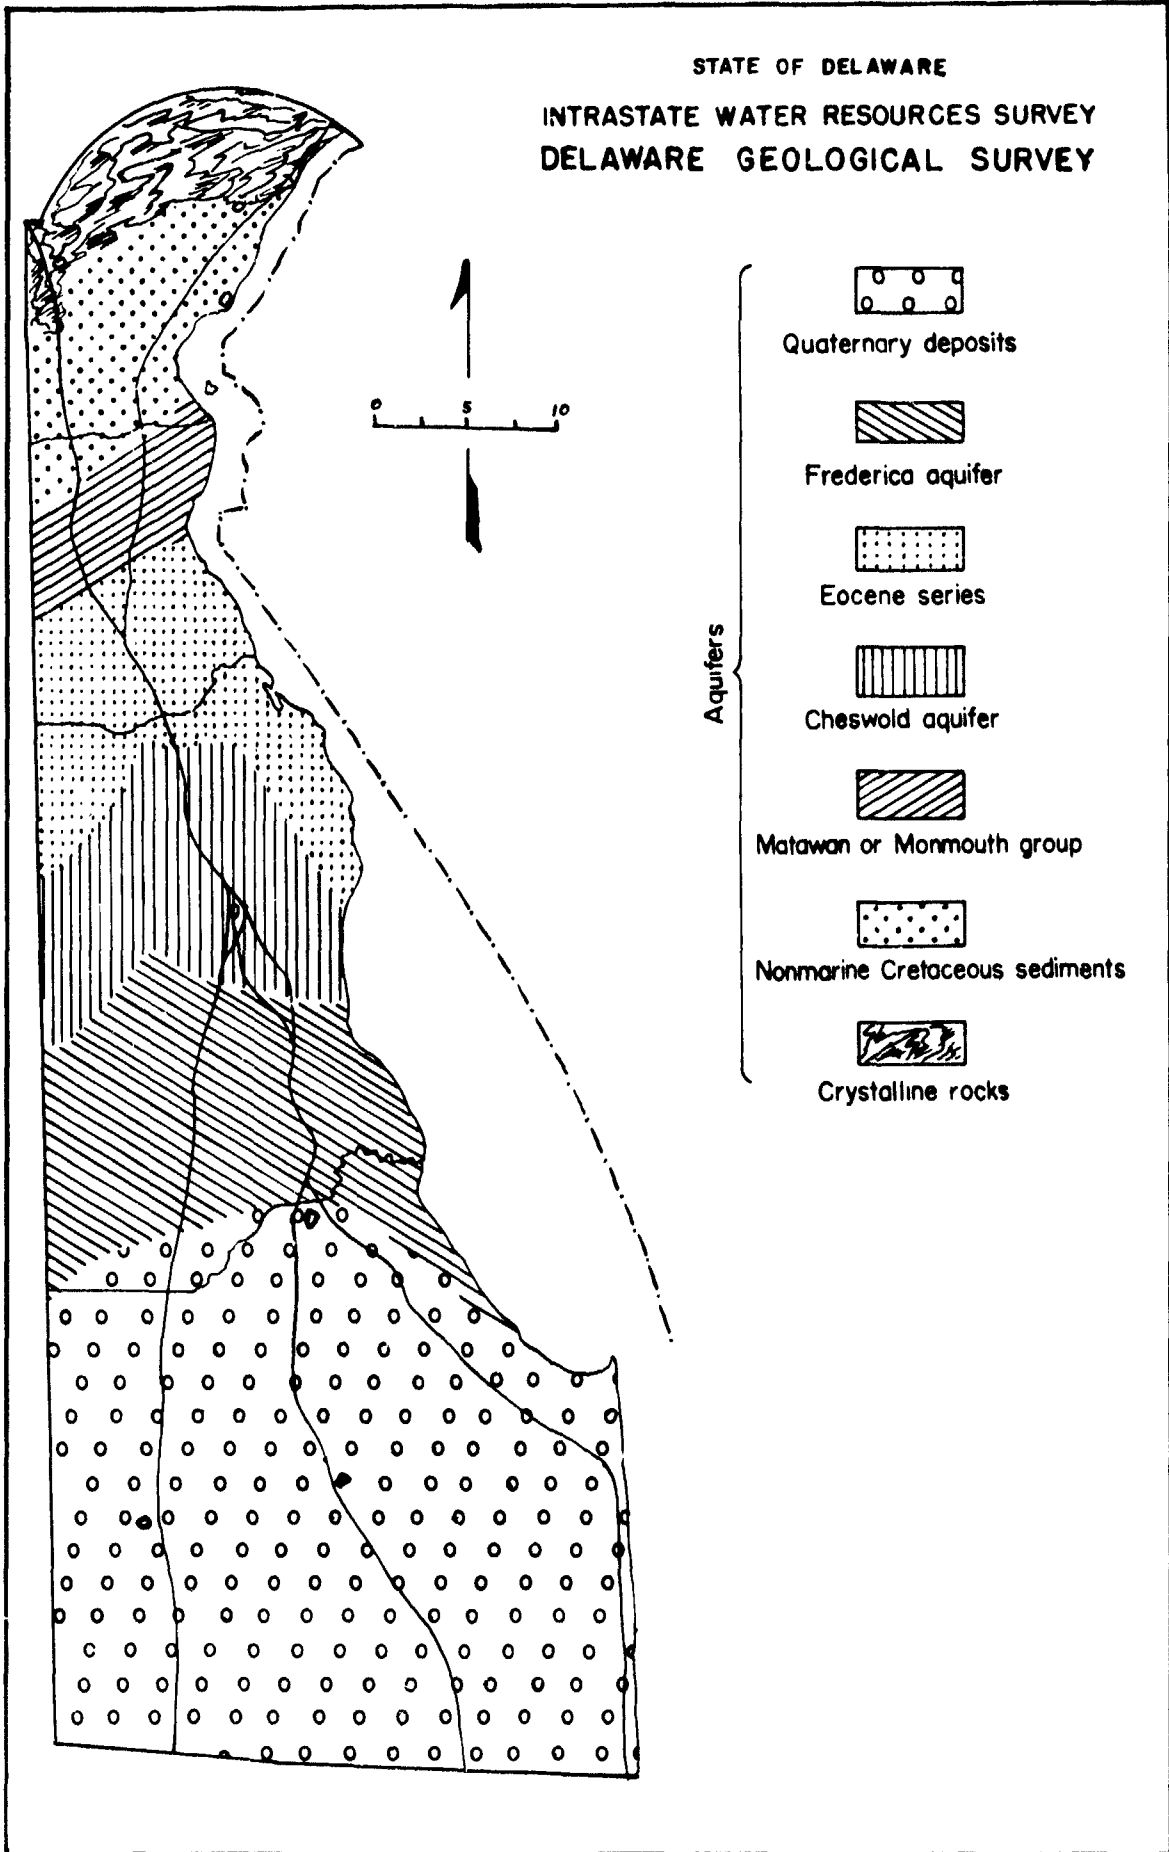 STATE OF DELAWARE
INTRASTATE WATER RESOURCES SURVEY
DELAWARE GEOLOGICAL SURVEY
0 5 10
Aquifers
Quaternary deposits
Frederica aquifer
Eocene series
Cheswold aquifer
Matawan or Monmouth group
Nonmarine Cretaceous sediments
Crystalline rocks